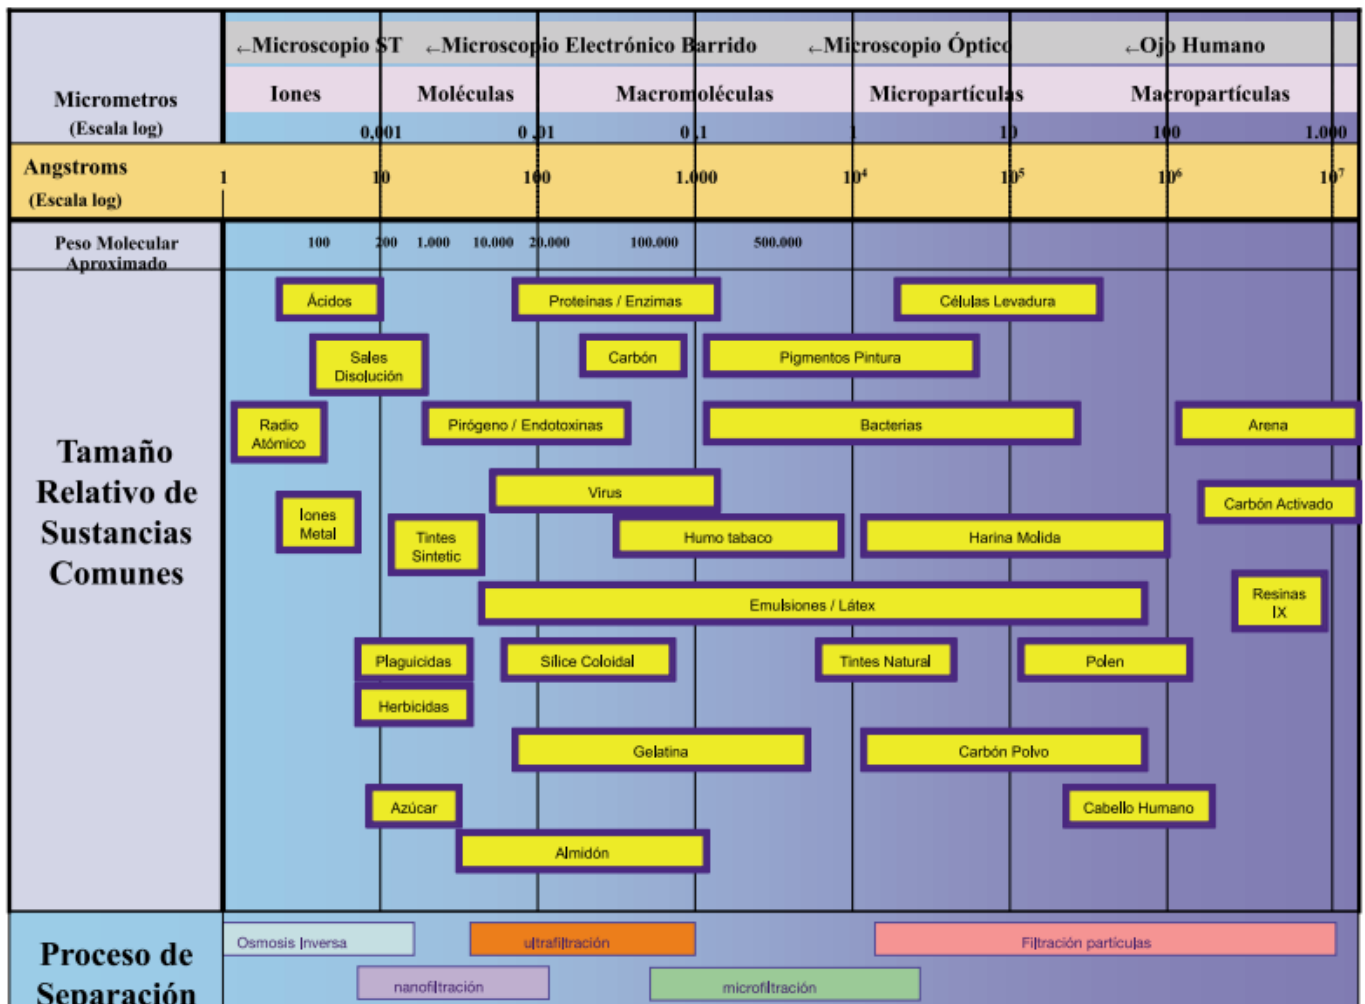 ←Microscopio ST ←Microscopio Electrónico Barrido ←Microscopio Óptico ←Ojo Humano
Micrometros
(Escala log)
Iones Moléculas Macromoléculas Micropartículas Macropartículas
0,001 0.01 0.1 1 10 100 1.000
Angstroms
(Escala log)
1 10 100 1.000 10⁴ 10⁵ 10⁶ 10⁷
Peso Molecular
Aproximado
100 200 1.000 10.000 20.000 100.000 500.000
Tamaño
Relativo de
Sustancias
Comunes
Ácidos Proteínas / Enzimas Células Levadura
Sales
Disolución
Carbón Pigmentos Pintura
Radio
Atómico
Pirógeno / Endotoxinas Bacterias Arena
Virus Carbón Activado
Iones
Metal
Tintes
Sintetic
Humo tabaco Harina Molida
Emulsiones / Látex
Resinas
IX
Plaguicidas Sílice Coloidal Tintes Natural Polen
Herbicidas
Gelatina Carbón Polvo
Azúcar Cabello Humano
Almidón
Proceso de
Separación
Osmosis Inversa ultrafiltración Filtración partículas
nanofiltración microfiltración